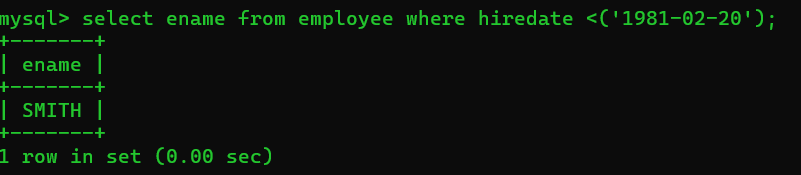 mysql> select ename from employee where hiredate <('1981-02-20');
+-------+
| ename |
+-------+
| SMITH |
+-------+
1 row in set (0.00 sec)